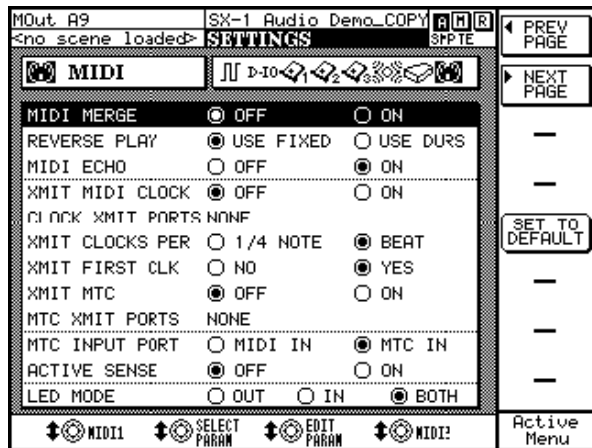 MOut A9 SX-1 Audio Demo_COPY A M R
<no scene loaded> SETTINGS SMPTE
◀ PREV PAGE
MIDI D-IO 1 2 3
▶ NEXT PAGE
MIDI MERGE OFF ON
REVERSE PLAY USE FIXED USE DURS
MIDI ECHO OFF ON
XMIT MIDI CLOCK OFF ON
CLOCK XMIT PORTS NONE
SET TO DEFAULT
XMIT CLOCKS PER 1/4 NOTE BEAT
XMIT FIRST CLK NO YES
XMIT MTC OFF ON
MTC XMIT PORTS NONE
MTC INPUT PORT MIDI IN MTC IN
ACTIVE SENSE OFF ON
LED MODE OUT IN BOTH
MIDI1 SELECT PARAM EDIT PARAM MIDI2
Active Menu